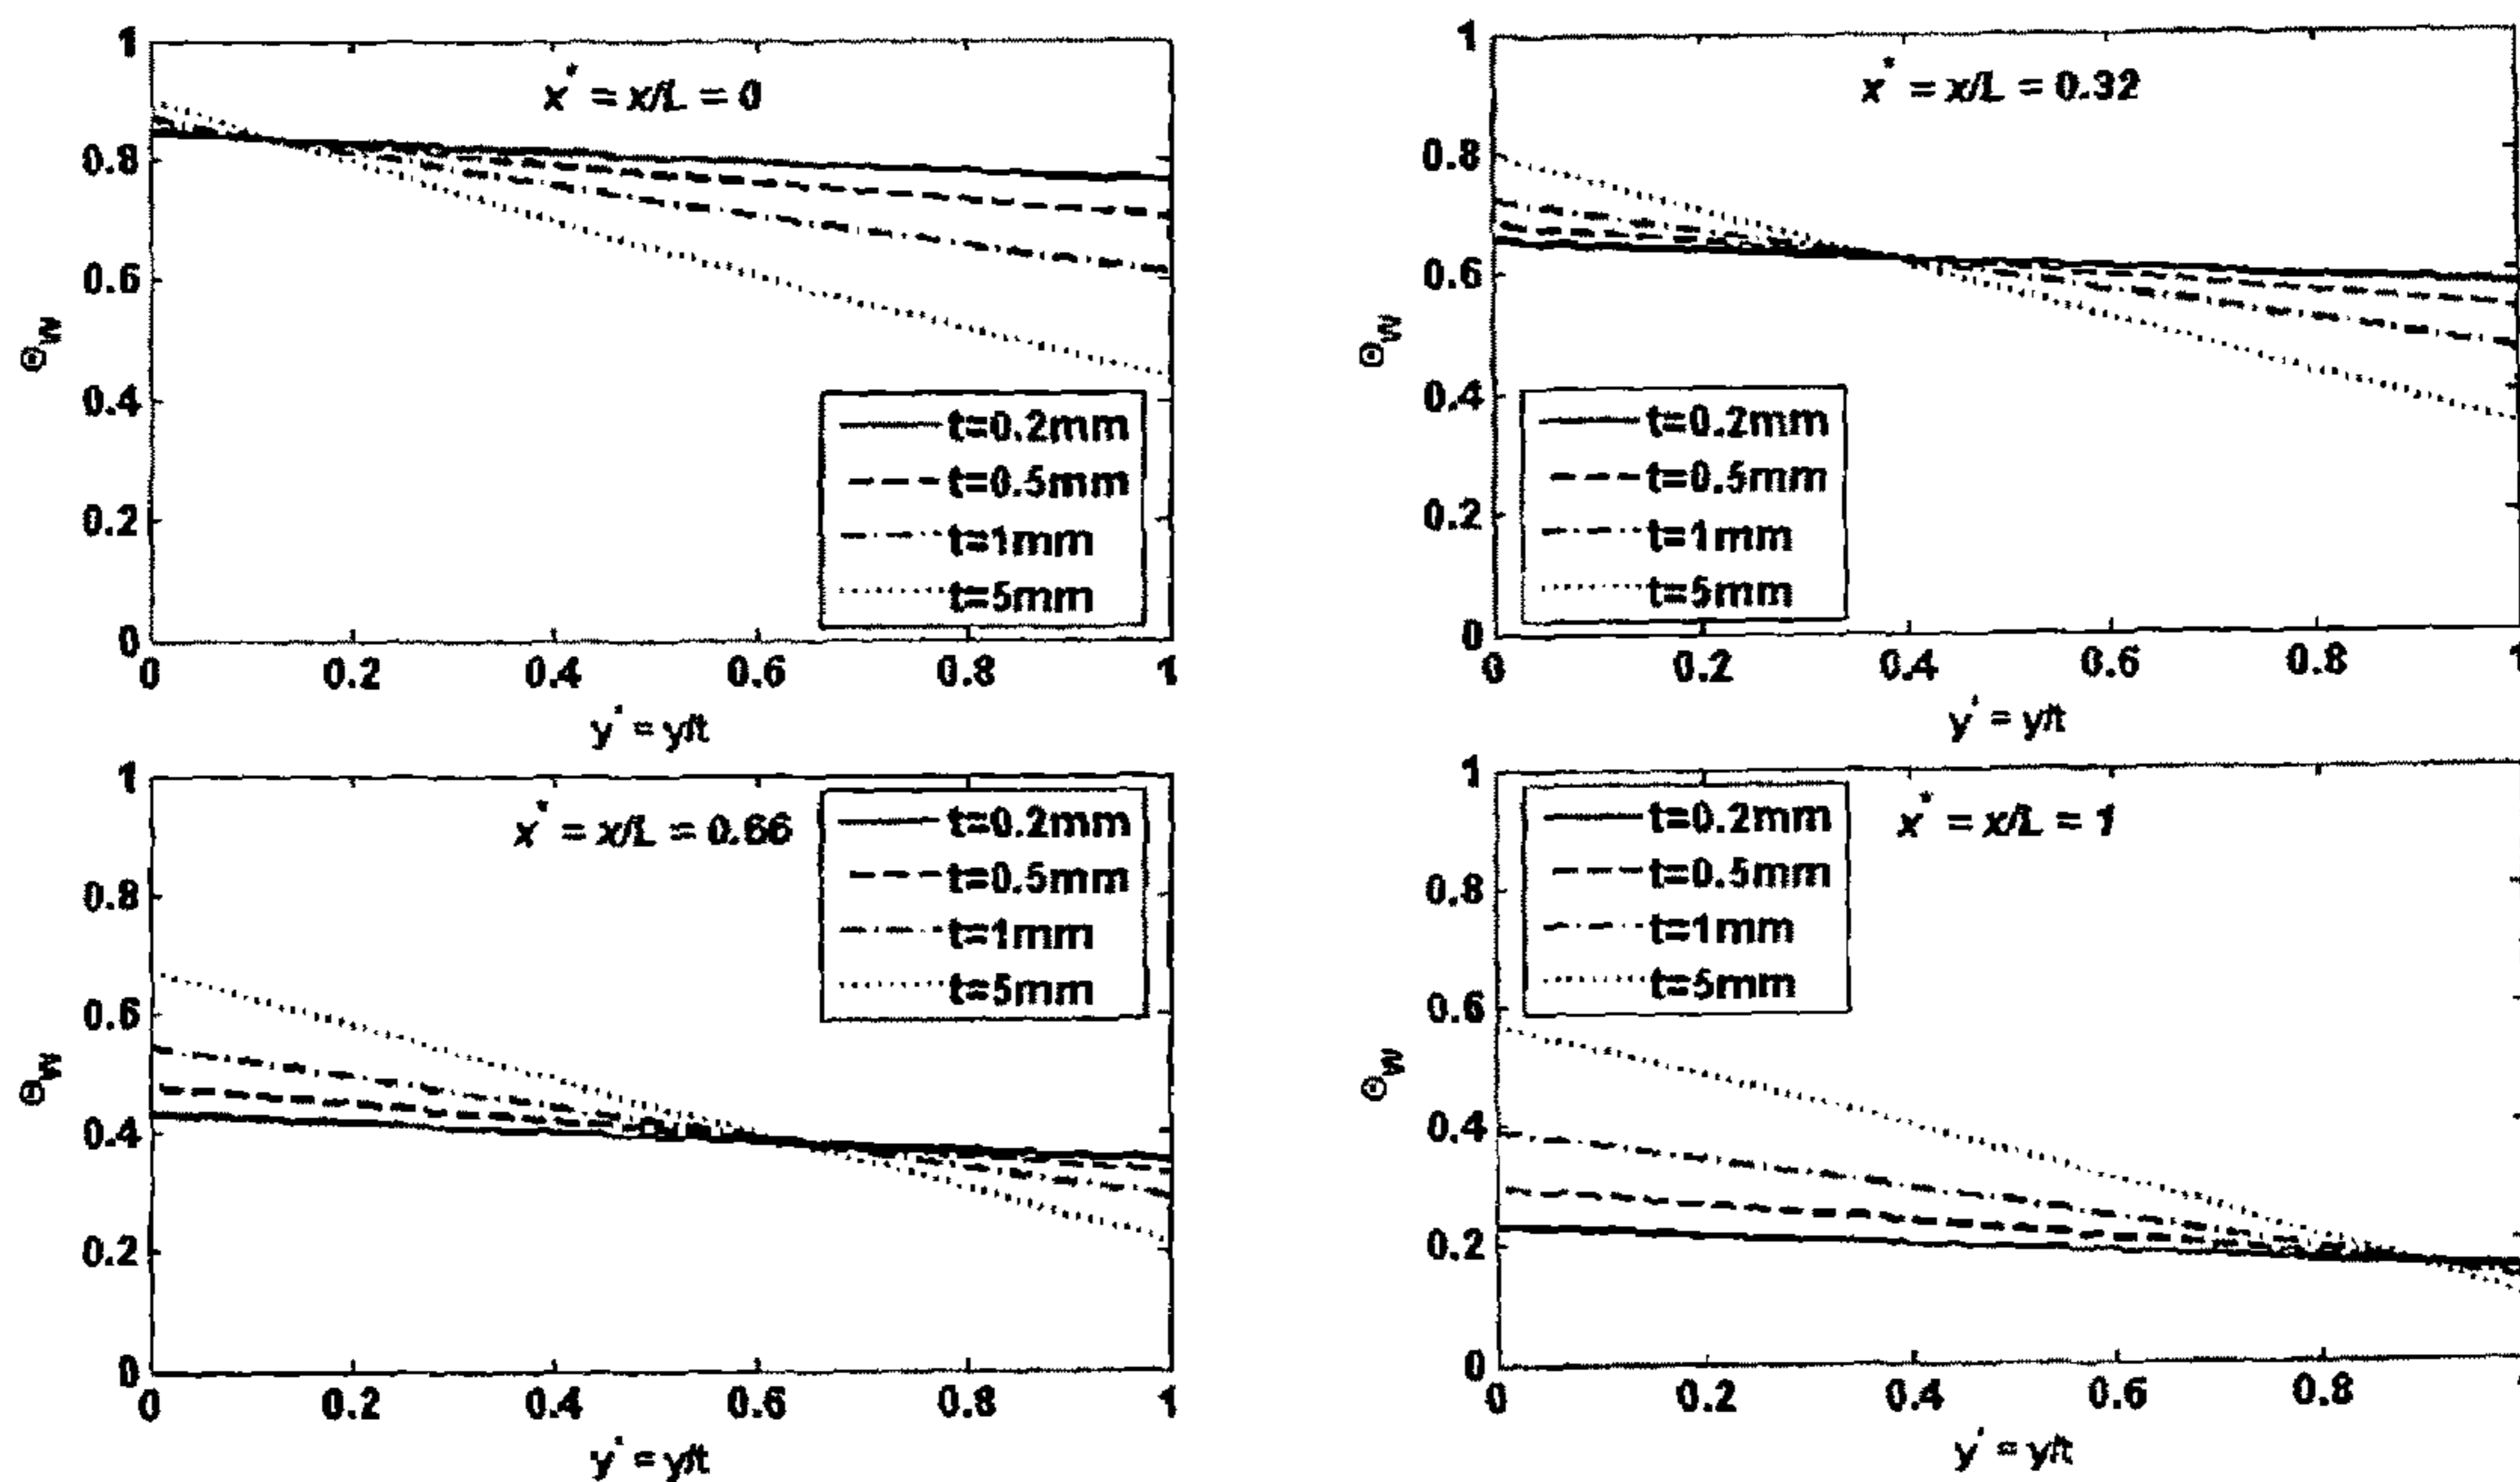 x* = x/L = 0
1
0.8
0.6
0.4
0.2
0
Θw
t=0.2mm
t=0.5mm
t=1mm
t=5mm
0 0.2 0.4 0.6 0.8 1
y* = y/t
x* = x/L = 0.32
1
0.8
0.6
0.4
0.2
0
Θw
t=0.2mm
t=0.5mm
t=1mm
t=5mm
0 0.2 0.4 0.6 0.8
y* = y/t
x* = x/L = 0.66
1
0.8
0.6
0.4
0.2
0
Θw
t=0.2mm
t=0.5mm
t=1mm
t=5mm
0 0.2 0.4 0.6 0.8 1
y* = y/t
x* = x/L = 1
1
0.8
0.6
0.4
0.2
0
Θw
t=0.2mm
t=0.5mm
t=1mm
t=5mm
0 0.2 0.4 0.6 0.8
y* = y/t